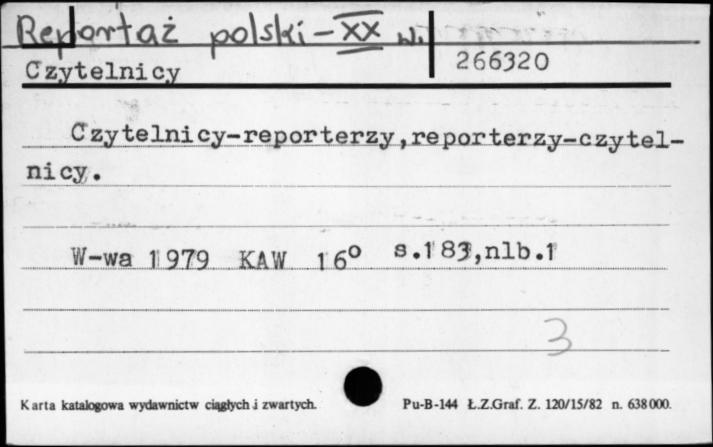 Reportaż polski-XX w.
Czytelnicy 266320
Czytelnicy-reporterzy,reporterzy-czytel-
nicy.
W-wa 1979 KAW 16° s.183,nlb.1
3
Karta katalogowa wydawnictw ciągłych i zwartych. Pu-B-144 Ł.Z.Graf. Z. 120/15/82 n. 638000.